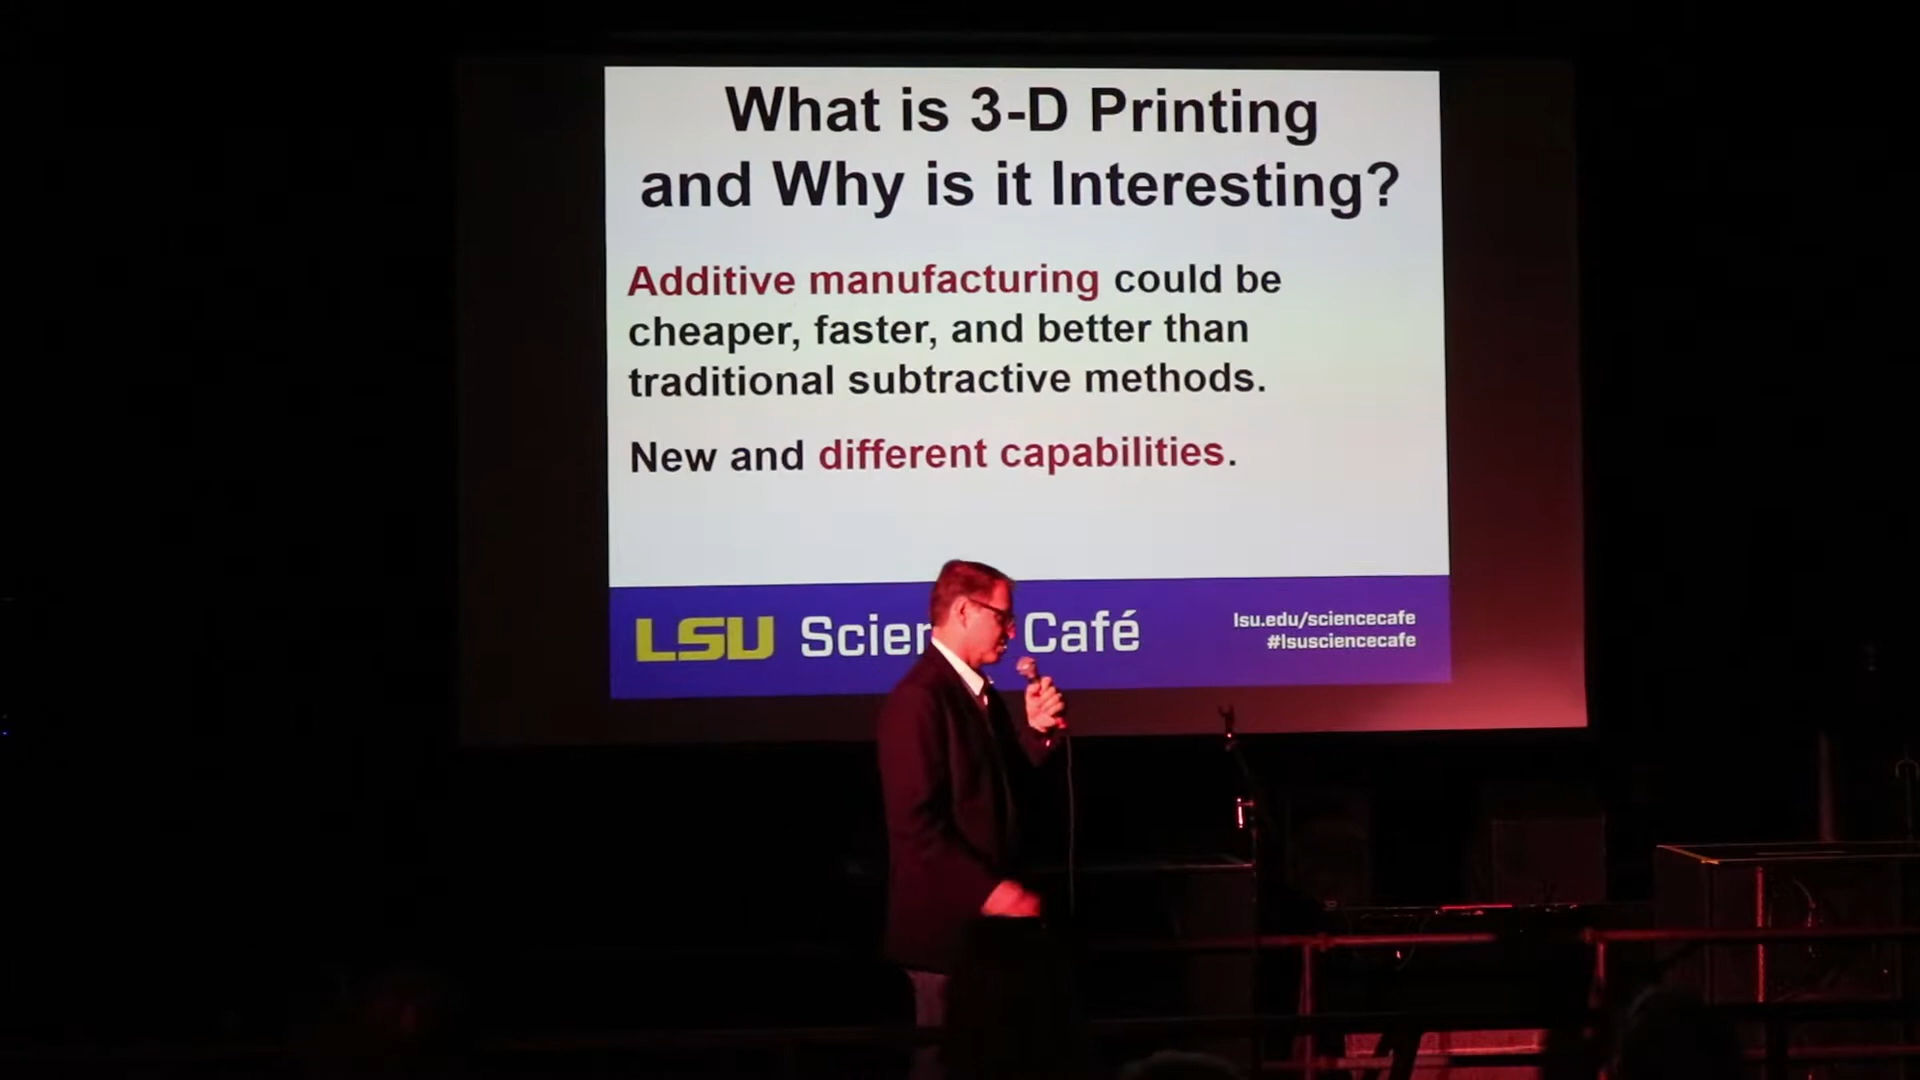 What is 3-D Printing
and Why is it Interesting?
Additive manufacturing could be
cheaper, faster, and better than
traditional subtractive methods.
New and different capabilities.
LSU Café
lsu.edu/sciencecafe
#lsusciencecafe